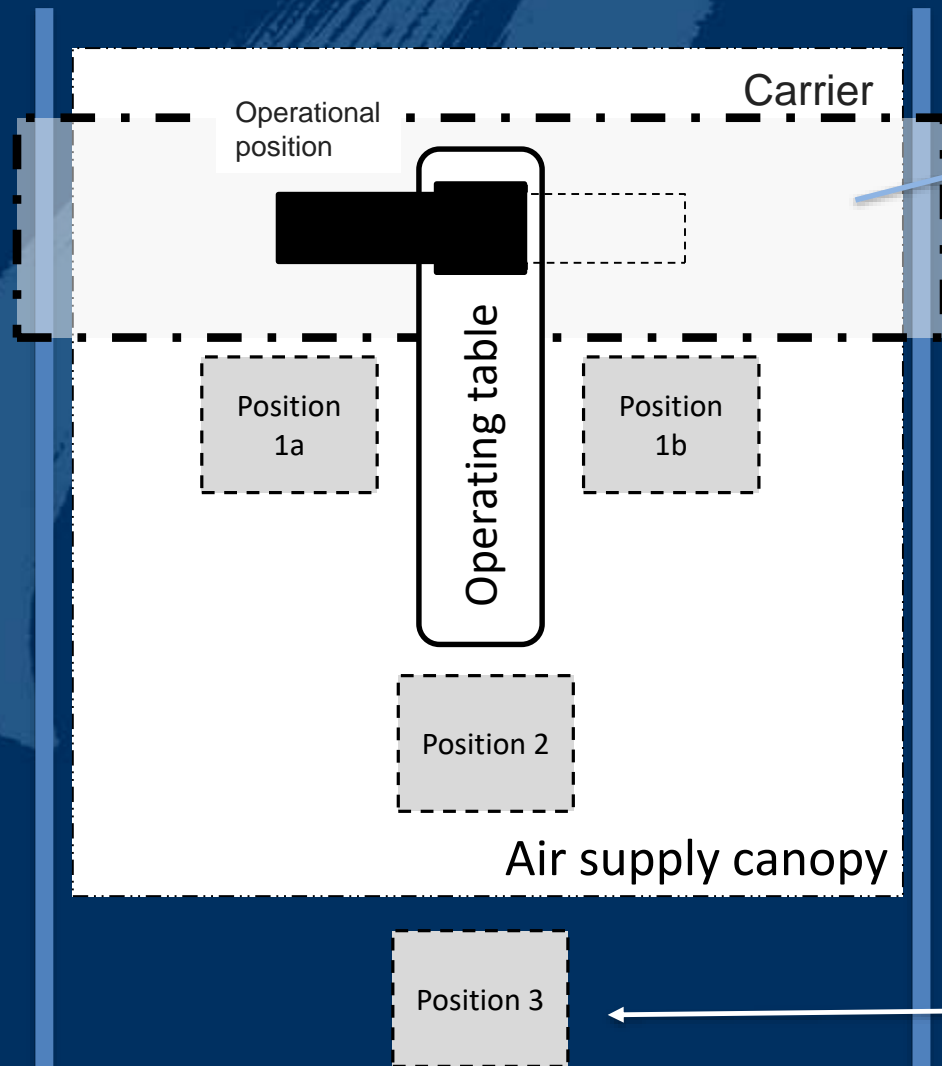 Carrier
Operational
position
Operating table
Position
1a
Position
1b
Position 2
Air supply canopy
Position 3